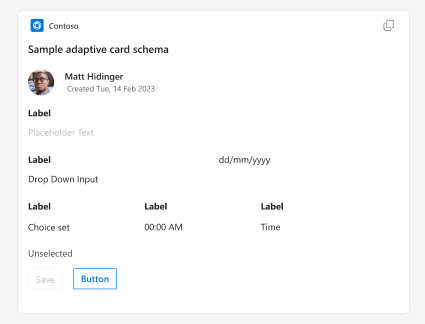 Contoso
Sample adaptive card schema
Matt Hidinger
Created Tue, 14 Feb 2023
Label
Placeholder Text
Label dd/mm/yyyy
Drop Down Input
Label Label Label
Choice set 00:00 AM Time
Unselected
Save Button